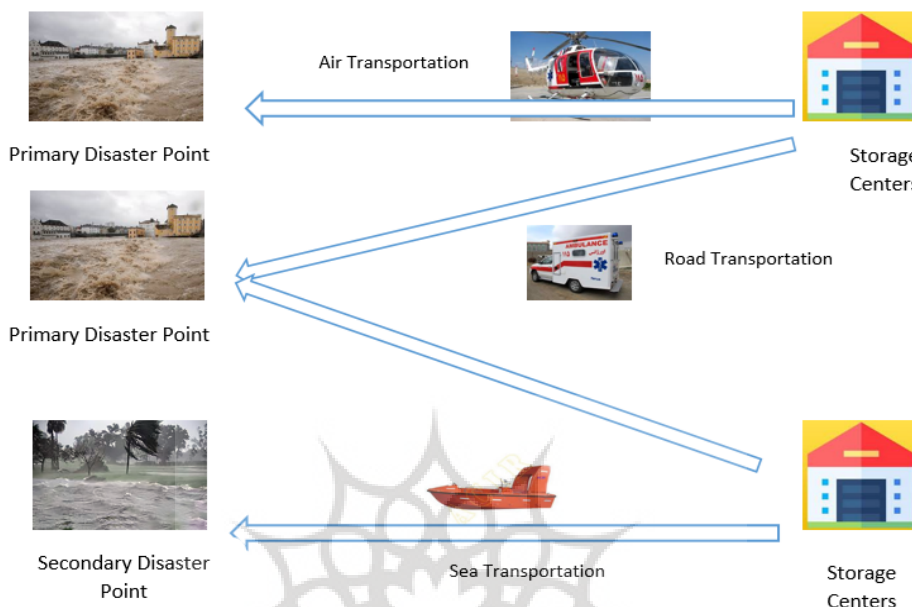 Air Transportation
Primary Disaster Point
Storage
Centers
AMBULANCE
Road Transportation
Primary Disaster Point
Secondary Disaster
Point
Sea Transportation
Storage
Centers